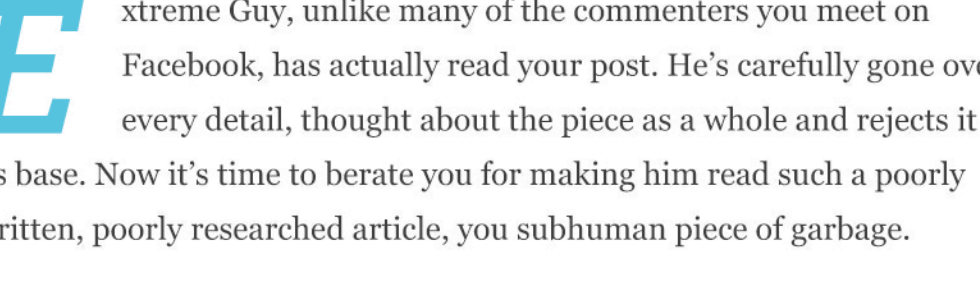 Extreme Guy, unlike many of the commenters you meet on
Facebook, has actually read your post. He’s carefully gone
every detail, thought about the piece as a whole and rejects it
base. Now it’s time to berate you for making him read such a poorly
ritten, poorly researched article, you subhuman piece of garbage.